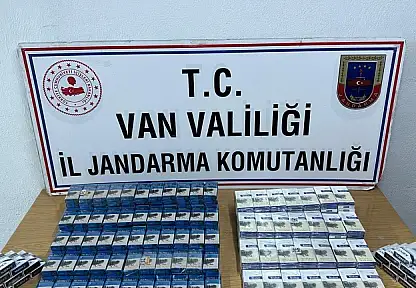 T.C.
VAN VALİLİĞİ
İL JANDARMA KOMUTANLIĞI